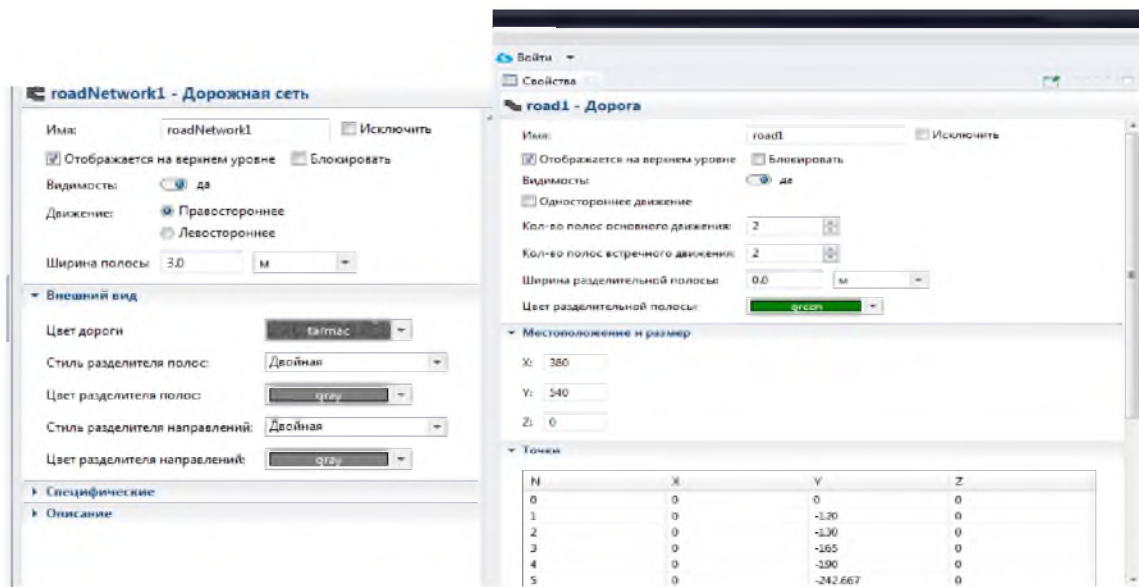 roadNetwork1 - Дорожная сеть
Имя: roadNetwork1 Исключить
Отображается на верхнем уровне Блокировать
Видимость: да
Движение: Правостороннее
Левостороннее
Ширина полосы 3.0 м
Внешний вид
Цвет дороги tarmac
Стиль разделителя полос: Двойная
Цвет разделителя полос: gray
Стиль разделителя направлений: Двойная
Цвет разделителя направлений: gray
Специфические
Описание
Войти
Свойства
road1 - Дорога
Имя: road1 Исключить
Отображается на верхнем уровне Блокировать
Видимость: да
Одностороннее движение
Кол-во полос основного движения: 2
Кол-во полос встречного движения: 2
Ширина разделительной полосы: 0.0 м
Цвет разделительной полосы: green
Местоположение и размер
X: 380
Y: 540
Z: 0
Точки
N X Y Z
0 0 0 0
1 0 -120 0
2 0 -130 0
3 0 -165 0
4 0 -190 0
5 0 -242.667 0